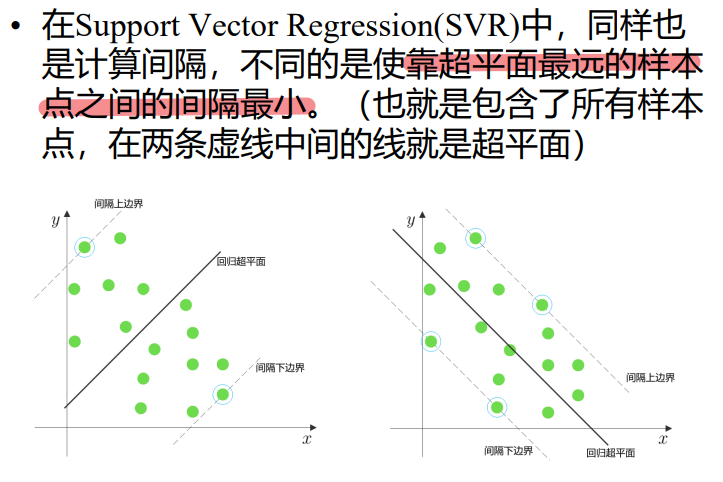 • 在Support Vector Regression(SVR)中，同样也
是计算间隔，不同的是使靠超平面最远的样本
点之间的间隔最小。（也就是包含了所有样本
点，在两条虚线中间的线就是超平面）
间隔上边界
y
回归超平面
间隔下边界
x
y
间隔上边界
x
间隔下边界
回归超平面